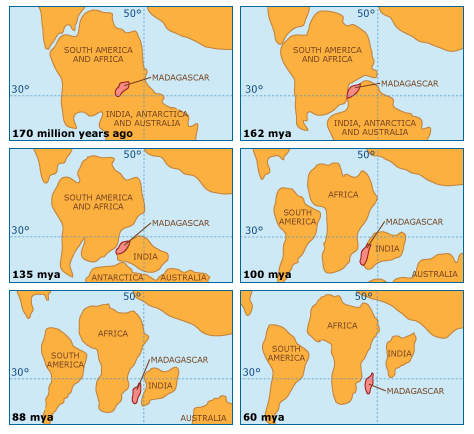 50°
SOUTH AMERICA
AND AFRICA
MADAGASCAR
30°
INDIA, ANTARCTICA
AND AUSTRALIA
170 million years ago
50°
SOUTH AMERICA
AND AFRICA
MADAGASCAR
30°
INDIA, ANTARCTICA
AND AUSTRALIA
162 mya
50°
SOUTH AMERICA
AND AFRICA
MADAGASCAR
30°
INDIA
135 mya
ANTARCTICA
AUSTRALIA
50°
AFRICA
SOUTH
AMERICA
MADAGASCAR
30°
INDIA
100 mya
AUSTRALIA
50°
AFRICA
SOUTH
AMERICA
MADAGASCAR
30°
INDIA
88 mya
AUSTRALIA
50°
AFRICA
SOUTH
AMERICA
INDIA
30°
MADAGASCAR
60 mya